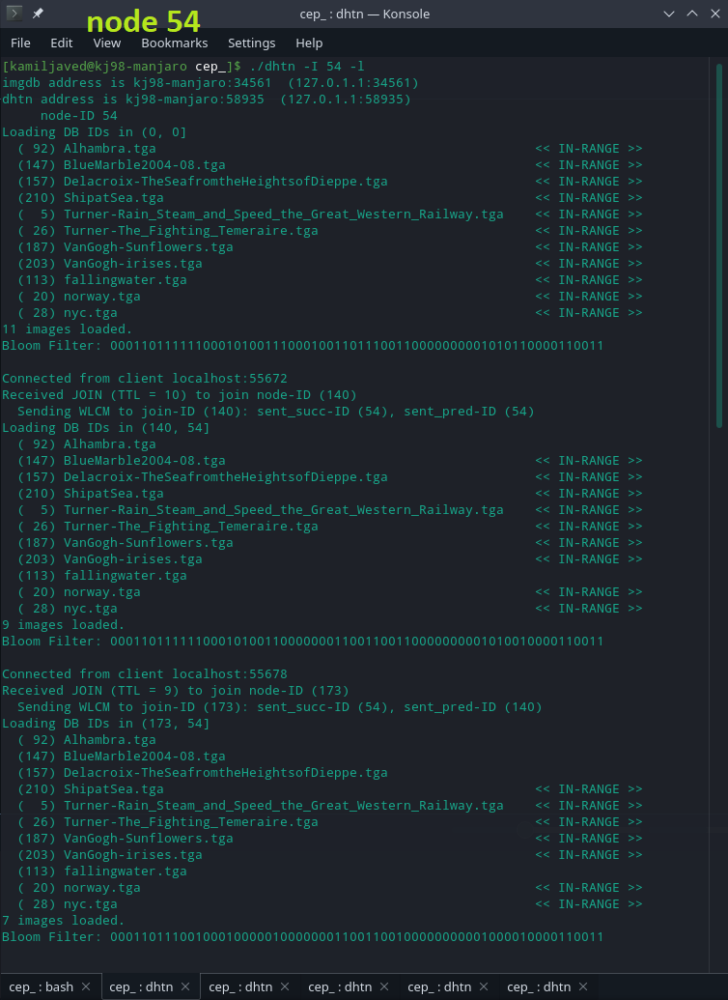 cep_ : dhtn — Konsole
node 54
File Edit View Bookmarks Settings Help
[kamiljaved@kj98-manjaro cep_]$ ./dhtn -I 54 -l
imgdb address is kj98-manjaro:34561  (127.0.1.1:34561)
dhtn address is kj98-manjaro:58935  (127.0.1.1:58935)
     node-ID 54
Loading DB IDs in (0, 0]
  ( 92) Alhambra.tga << IN-RANGE >>
  (147) BlueMarble2004-08.tga << IN-RANGE >>
  (157) Delacroix-TheSeafromtheHeightsofDieppe.tga << IN-RANGE >>
  (210) ShipatSea.tga << IN-RANGE >>
  (  5) Turner-Rain_Steam_and_Speed_the_Great_Western_Railway.tga << IN-RANGE >>
  ( 26) Turner-The_Fighting_Temeraire.tga << IN-RANGE >>
  (187) VanGogh-Sunflowers.tga << IN-RANGE >>
  (203) VanGogh-irises.tga << IN-RANGE >>
  (113) fallingwater.tga << IN-RANGE >>
  ( 20) norway.tga << IN-RANGE >>
  ( 28) nyc.tga << IN-RANGE >>
11 images loaded.
Bloom Filter: 0001101111110001010011100010011011100110000000001010110000110011
Connected from client localhost:55672
Received JOIN (TTL = 10) to join node-ID (140)
  Sending WLCM to join-ID (140): sent_succ-ID (54), sent_pred-ID (54)
Loading DB IDs in (140, 54]
  ( 92) Alhambra.tga
  (147) BlueMarble2004-08.tga << IN-RANGE >>
  (157) Delacroix-TheSeafromtheHeightsofDieppe.tga << IN-RANGE >>
  (210) ShipatSea.tga << IN-RANGE >>
  (  5) Turner-Rain_Steam_and_Speed_the_Great_Western_Railway.tga << IN-RANGE >>
  ( 26) Turner-The_Fighting_Temeraire.tga << IN-RANGE >>
  (187) VanGogh-Sunflowers.tga << IN-RANGE >>
  (203) VanGogh-irises.tga << IN-RANGE >>
  (113) fallingwater.tga
  ( 20) norway.tga << IN-RANGE >>
  ( 28) nyc.tga << IN-RANGE >>
9 images loaded.
Bloom Filter: 0001101111110001010011000000011001100110000000001010010000110011
Connected from client localhost:55678
Received JOIN (TTL = 9) to join node-ID (173)
  Sending WLCM to join-ID (173): sent_succ-ID (54), sent_pred-ID (140)
Loading DB IDs in (173, 54]
  ( 92) Alhambra.tga
  (147) BlueMarble2004-08.tga
  (157) Delacroix-TheSeafromtheHeightsofDieppe.tga
  (210) ShipatSea.tga << IN-RANGE >>
  (  5) Turner-Rain_Steam_and_Speed_the_Great_Western_Railway.tga << IN-RANGE >>
  ( 26) Turner-The_Fighting_Temeraire.tga << IN-RANGE >>
  (187) VanGogh-Sunflowers.tga << IN-RANGE >>
  (203) VanGogh-irises.tga << IN-RANGE >>
  (113) fallingwater.tga
  ( 20) norway.tga << IN-RANGE >>
  ( 28) nyc.tga << IN-RANGE >>
7 images loaded.
Bloom Filter: 0001101110010001000001000000011001100100000000001000010000110011
cep_ : bash cep_ : dhtn cep_ : dhtn cep_ : dhtn cep_ : dhtn cep_ : dhtn